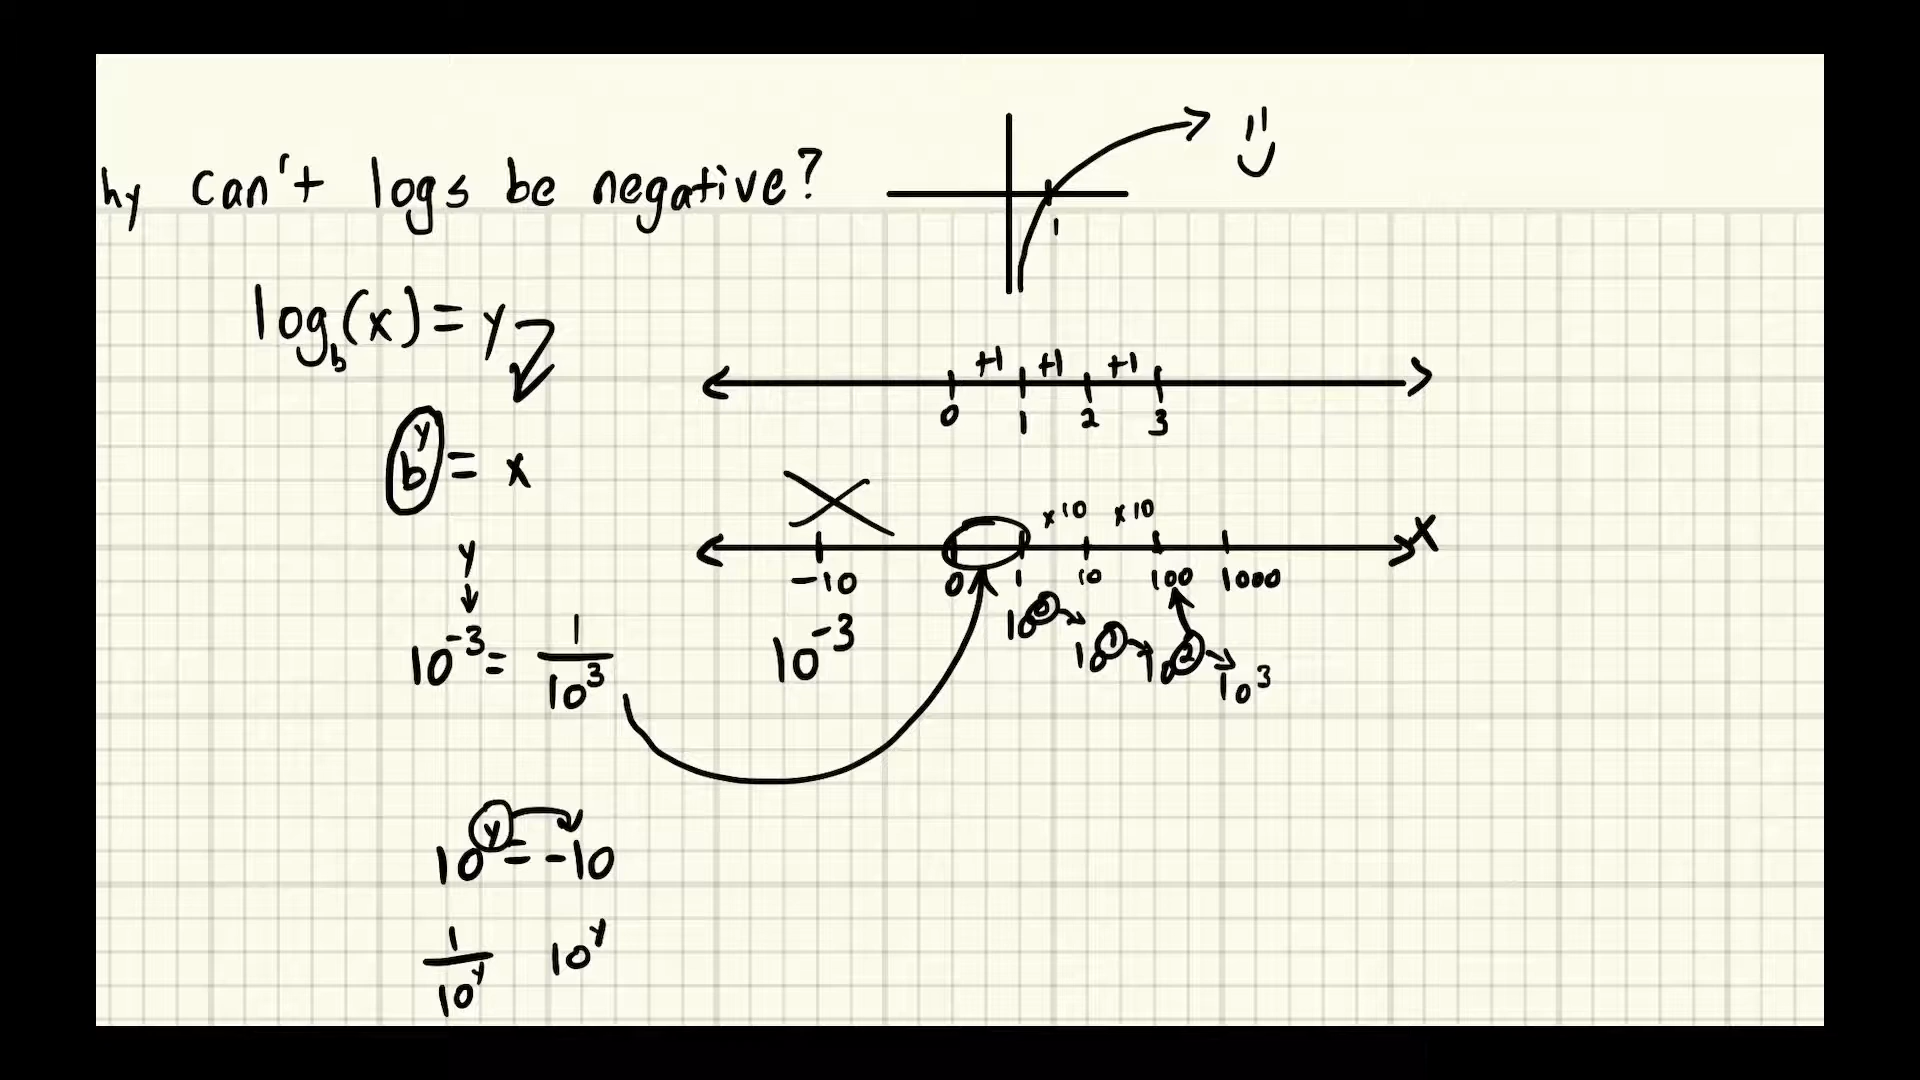 hy can't logs be negative?
1
log_b(x) = y
+1 +1 +1
0 1 2 3
b^y = x
×10 ×10 X
-10 0 1 10 100 1000
y
10^-3 = 1/10^3
10^-3
10^0 10^1 10^2 10^3
10^y = -10
1/10^y 10^y